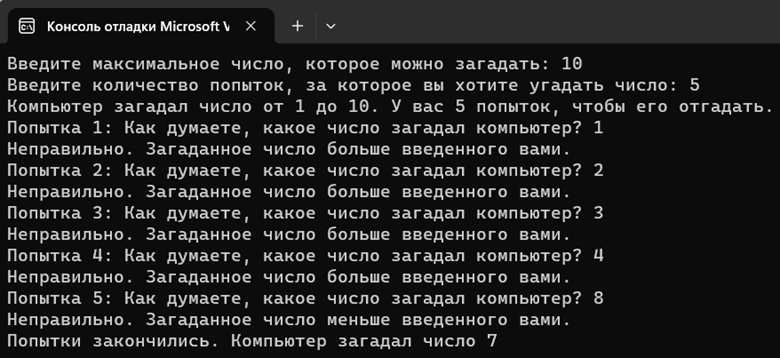 Консоль отладки Microsoft V
Введите максимальное число, которое можно загадать: 10
Введите количество попыток, за которое вы хотите угадать число: 5
Компьютер загадал число от 1 до 10. У вас 5 попыток, чтобы его отгадать.
Попытка 1: Как думаете, какое число загадал компьютер? 1
Неправильно. Загаданное число больше введенного вами.
Попытка 2: Как думаете, какое число загадал компьютер? 2
Неправильно. Загаданное число больше введенного вами.
Попытка 3: Как думаете, какое число загадал компьютер? 3
Неправильно. Загаданное число больше введенного вами.
Попытка 4: Как думаете, какое число загадал компьютер? 4
Неправильно. Загаданное число больше введенного вами.
Попытка 5: Как думаете, какое число загадал компьютер? 8
Неправильно. Загаданное число меньше введенного вами.
Попытки закончились. Компьютер загадал число 7